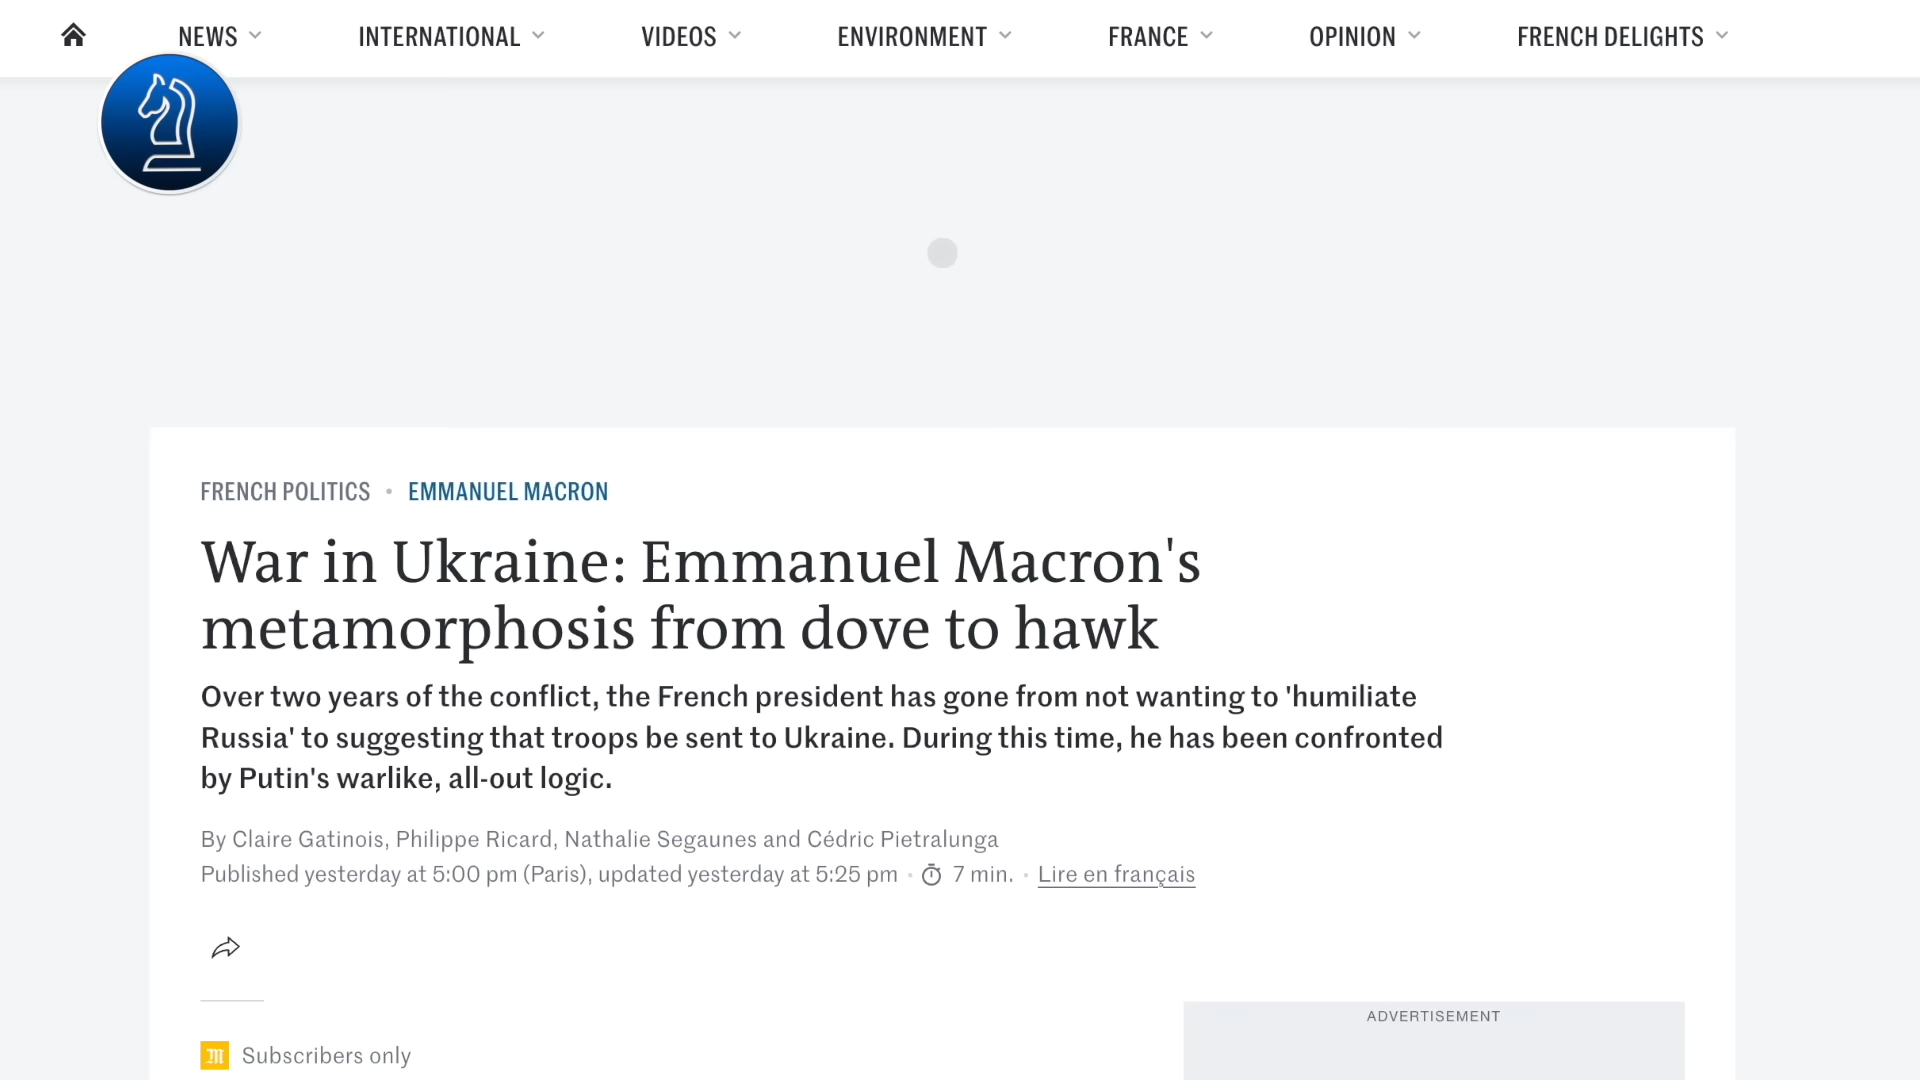 NEWS INTERNATIONAL VIDEOS ENVIRONMENT FRANCE OPINION FRENCH DELIGHTS
FRENCH POLITICS • EMMANUEL MACRON
War in Ukraine: Emmanuel Macron's
metamorphosis from dove to hawk
Over two years of the conflict, the French president has gone from not wanting to 'humiliate
Russia' to suggesting that troops be sent to Ukraine. During this time, he has been confronted
by Putin's warlike, all-out logic.
By Claire Gatinois, Philippe Ricard, Nathalie Segaunes and Cédric Pietralunga
Published yesterday at 5:00 pm (Paris), updated yesterday at 5:25 pm • 7 min. • Lire en français
ADVERTISEMENT
M Subscribers only